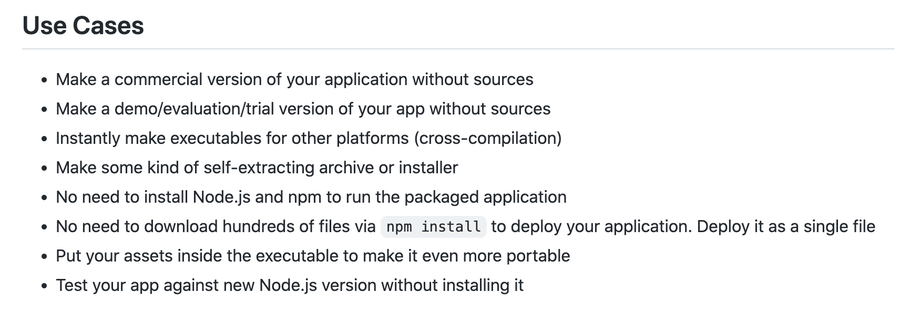 Use Cases
• Make a commercial version of your application without sources
• Make a demo/evaluation/trial version of your app without sources
• Instantly make executables for other platforms (cross-compilation)
• Make some kind of self-extracting archive or installer
• No need to install Node.js and npm to run the packaged application
• No need to download hundreds of files via npm install to deploy your application. Deploy it as a single file
• Put your assets inside the executable to make it even more portable
• Test your app against new Node.js version without installing it